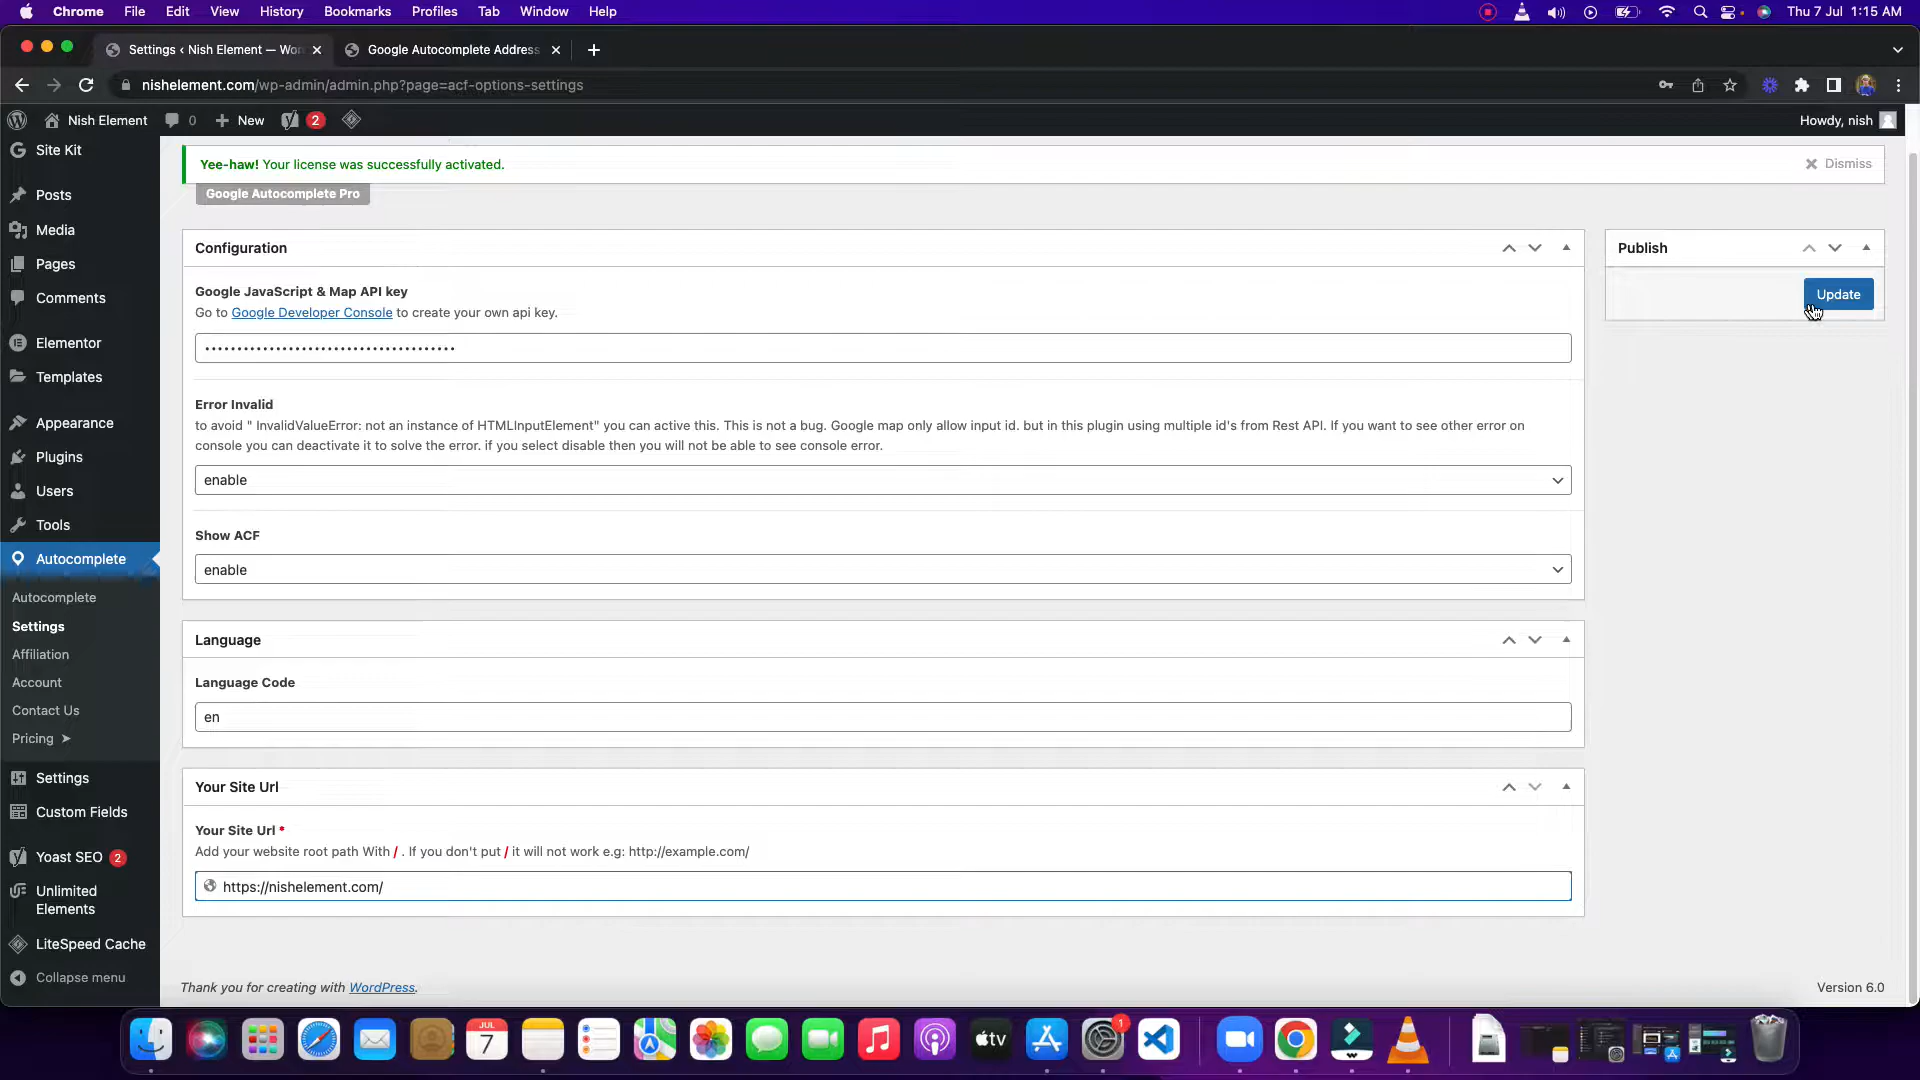 Chrome File Edit View History Bookmarks Profiles Tab Window Help Thu 7 Jul 1:15 AM
Settings ‹ Nish Element — Wor Google Autocomplete Address
nishelement.com/wp-admin/admin.php?page=acf-options-settings
Nish Element 0 New 2 Howdy, nish
Site Kit
Posts
Media
Pages
Comments
Elementor
Templates
Appearance
Plugins
Users
Tools
Autocomplete
Autocomplete
Settings
Affiliation
Account
Contact Us
Pricing ➤
Settings
Custom Fields
Yoast SEO 2
Unlimited
Elements
LiteSpeed Cache
Collapse menu
Yee-haw! Your license was successfully activated. Dismiss
Google Autocomplete Pro
Configuration
Google JavaScript & Map API key
Go to Google Developer Console to create your own api key.
•••••••••••••••••••••••••••••••••••••••
Error Invalid
to avoid " InvalidValueError: not an instance of HTMLInputElement" you can active this. This is not a bug. Google map only allow input id. but in this plugin using multiple id's from Rest API. If you want to see other error on
console you can deactivate it to solve the error. if you select disable then you will not be able to see console error.
enable
Show ACF
enable
Language
Language Code
en
Your Site Url
Your Site Url *
Add your website root path With / . If you don't put / it will not work e.g: http://example.com/
https://nishelement.com/
Publish
Update
Thank you for creating with WordPress. Version 6.0
JUL
7
tv
1